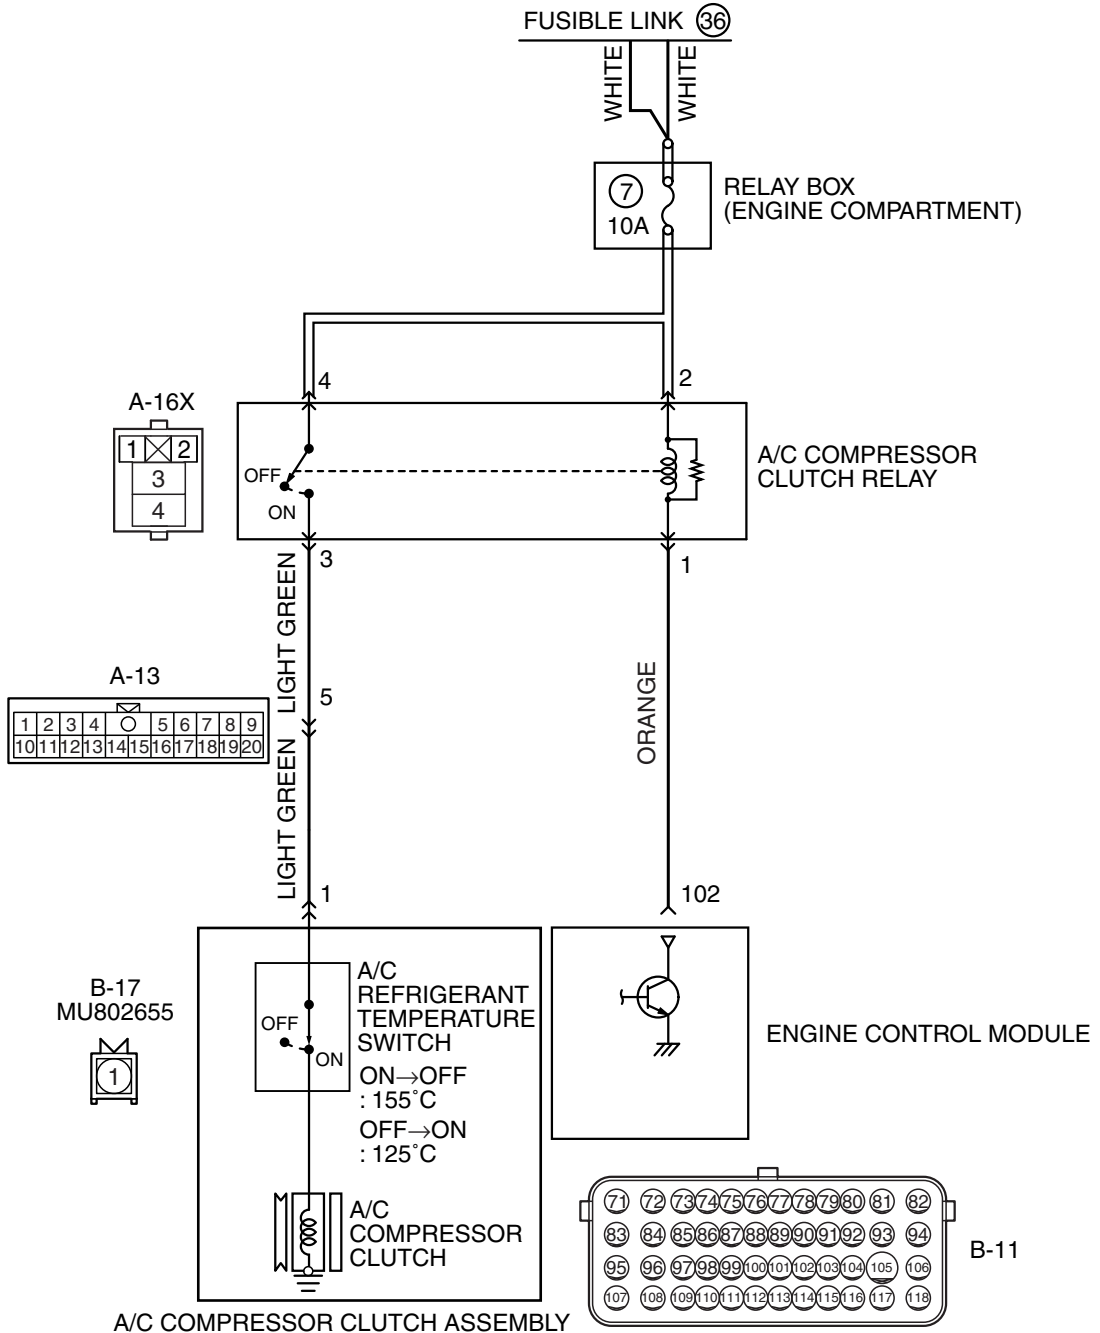 FUSIBLE LINK 36
WHITE
WHITE
7
10A
RELAY BOX
(ENGINE COMPARTMENT)
4
2
A-16X
1 2
3
4
OFF
ON
A/C COMPRESSOR
CLUTCH RELAY
3
1
LIGHT GREEN
A-13
1 2 3 4 5 6 7 8 9
10 11 12 13 14 15 16 17 18 19 20
5
ORANGE
LIGHT GREEN
1
102
B-17
MU802655
1
OFF
ON
A/C
REFRIGERANT
TEMPERATURE
SWITCH
ON→OFF
: 155˚C
OFF→ON
: 125˚C
ENGINE CONTROL MODULE
A/C
COMPRESSOR
CLUTCH
A/C COMPRESSOR CLUTCH ASSEMBLY
71 72 73 74 75 76 77 78 79 80 81 82
83 84 85 86 87 88 89 90 91 92 93 94
95 96 97 98 99 100 101 102 103 104 105 106
107 108 109 110 111 112 113 114 115 116 117 118
B-11